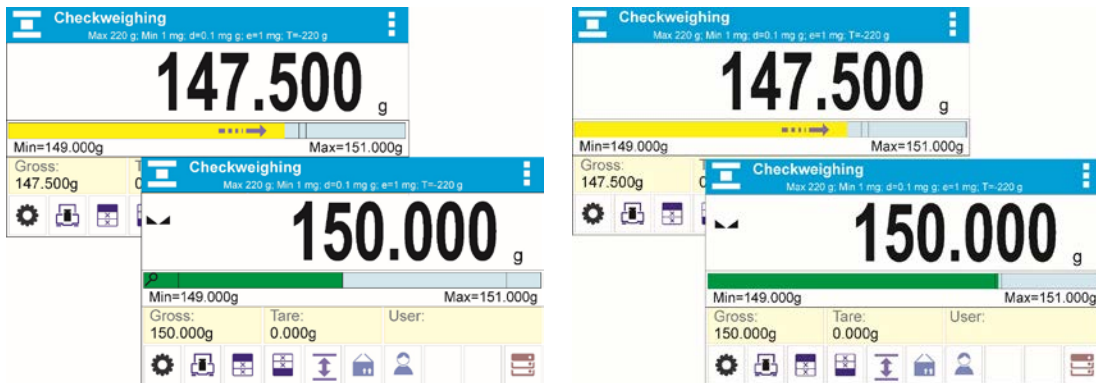 Checkweighing
Max 220 g; Min 1 mg; d=0.1 mg g; e=1 mg; T=-220 g
147.500 g
Min=149.000g Max=151.000g
Gross: T
147.500g 0
Checkweighing
Max 220 g; Min 1 mg; d=0.1 mg g; e=1 mg; T=-220 g
150.000 g
Min=149.000g Max=151.000g
Gross: Tare: User:
150.000g 0.000g
Checkweighing
Max 220 g; Min 1 mg; d=0.1 mg g; e=1 mg; T=-220 g
147.500 g
Min=149.000g Max=151.000g
Gross:
147.500g
Checkweighing
Max 220 g; Min 1 mg; d=0.1 mg g; e=1 mg; T=-220 g
150.000 g
Min=149.000g Max=151.000g
Gross: Tare: User:
150.000g 0.000g